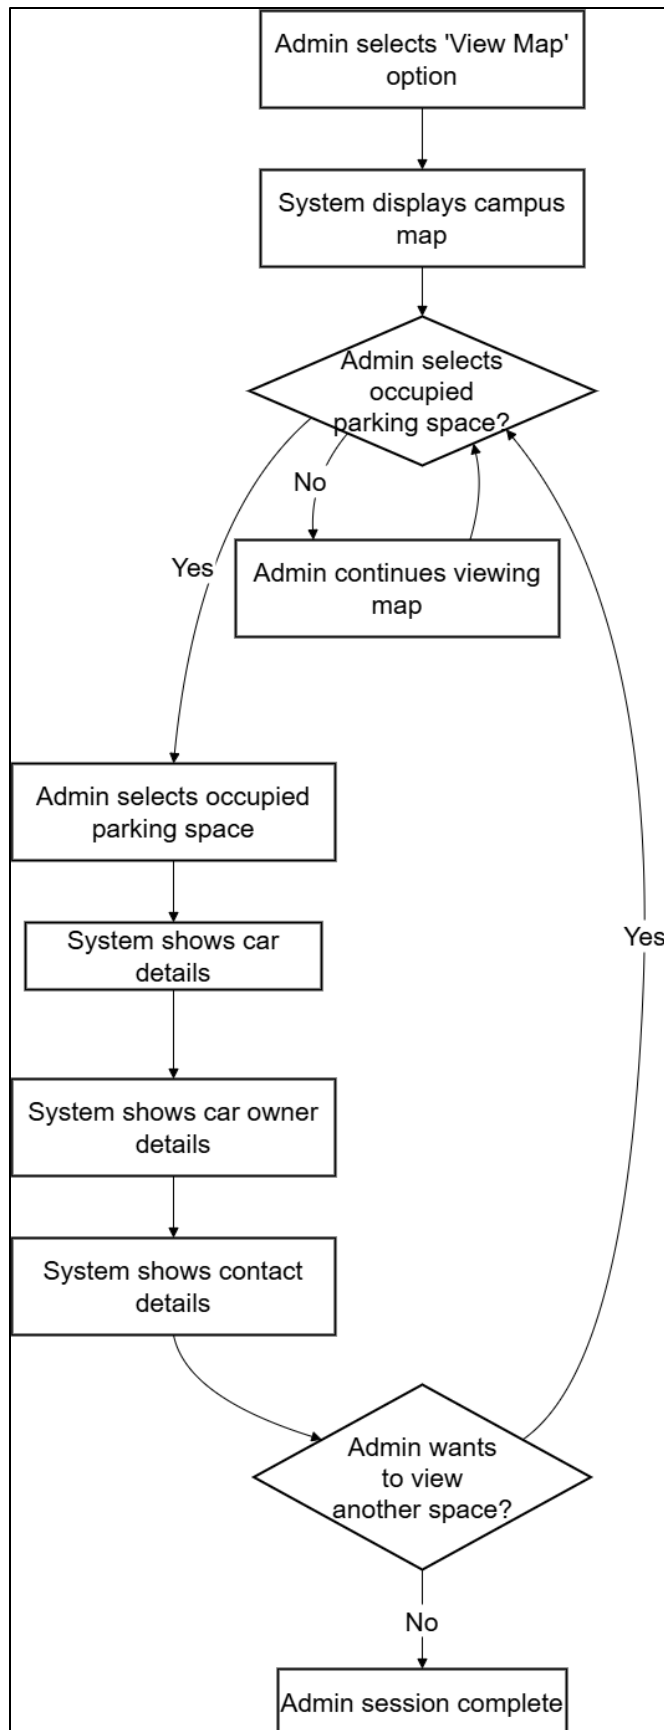 Admin selects 'View Map'
option
System displays campus
map
Admin selects
occupied
parking space?
No
Yes
Admin continues viewing
map
Admin selects occupied
parking space
System shows car
details
Yes
System shows car owner
details
System shows contact
details
Admin wants
to view
another space?
No
Admin session complete